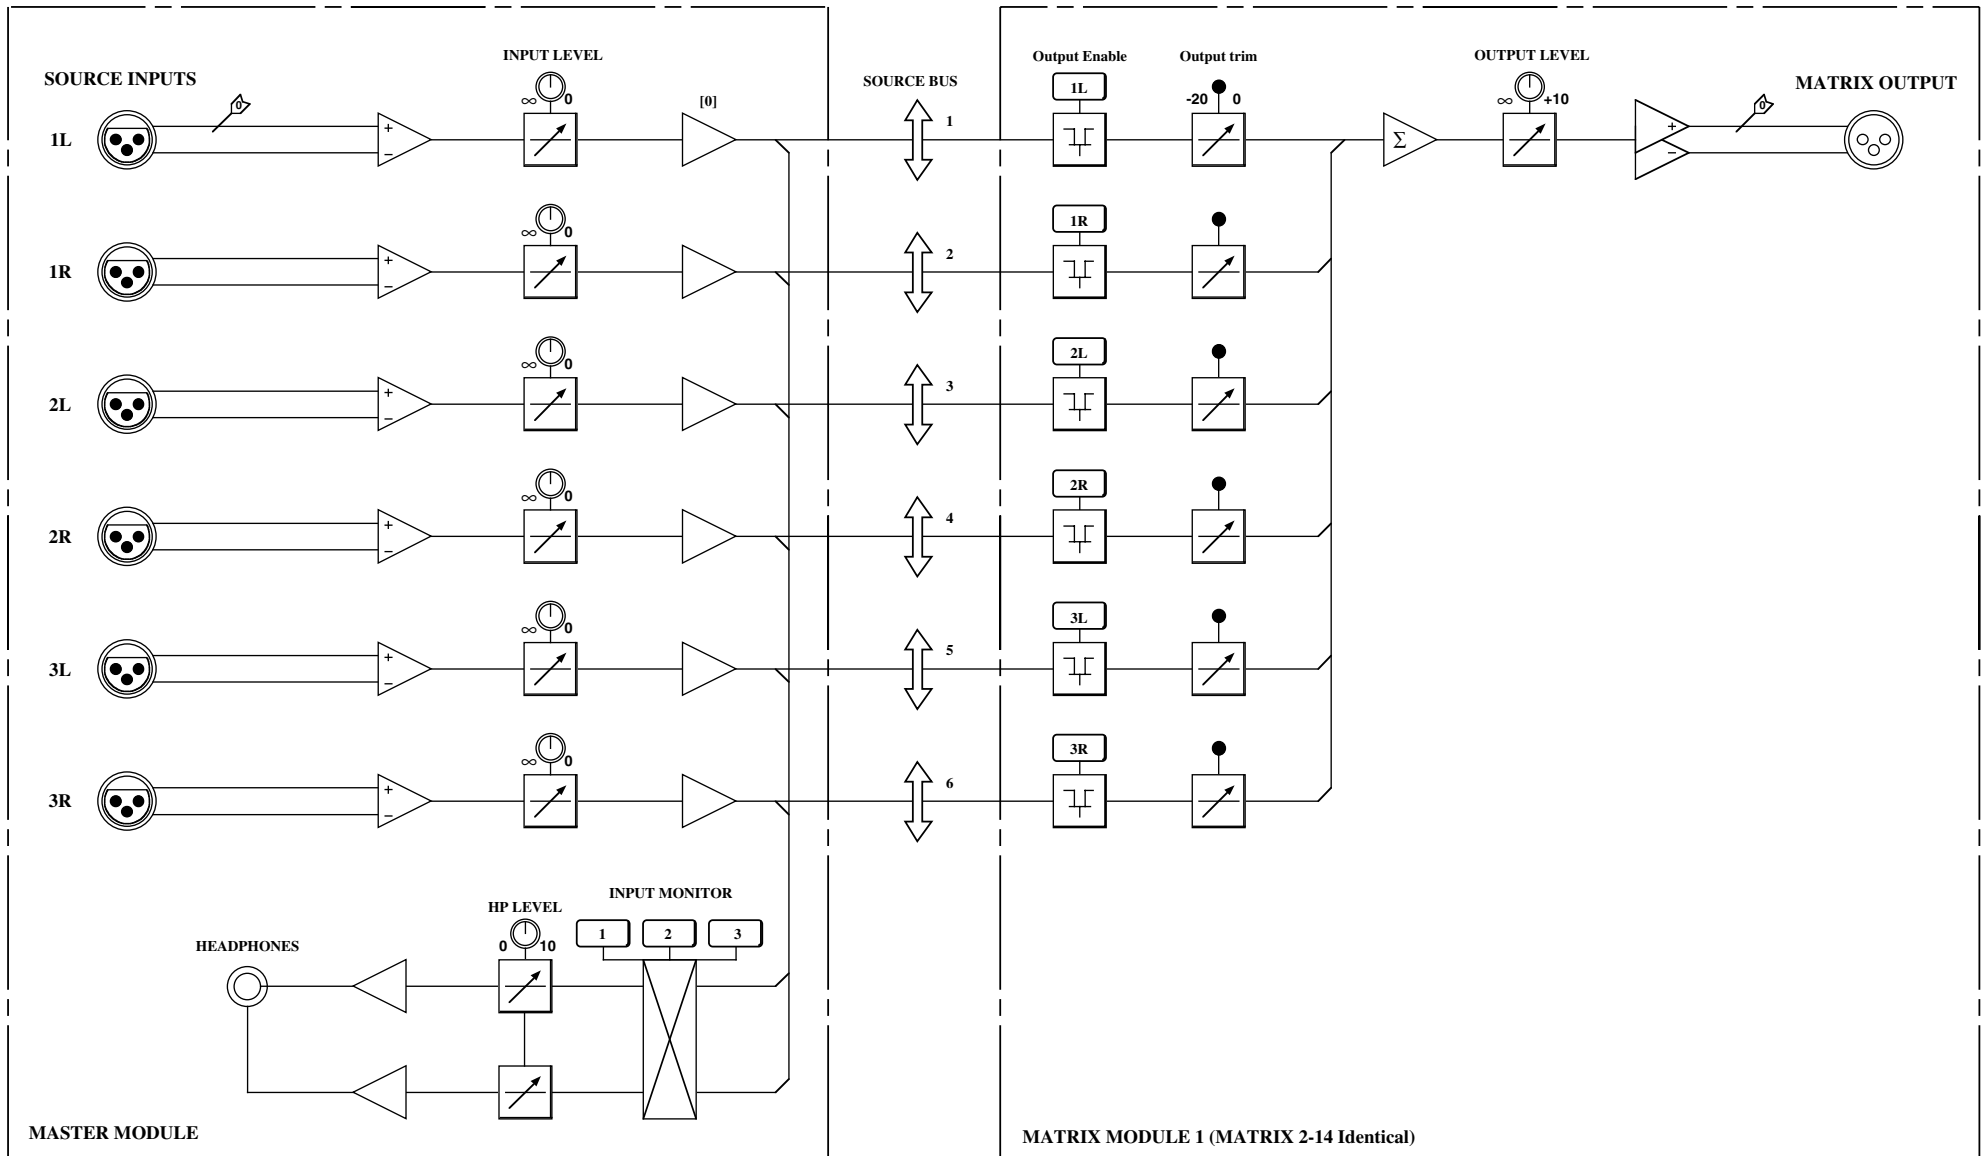 INPUT LEVEL
Output Enable
Output trim
OUTPUT LEVEL
SOURCE INPUTS
SOURCE BUS
MATRIX OUTPUT
0
∞ 0
[0]
1
1L
-20 0
∞ +10
0
1L
+
−
Σ
+
−
∞ 0
2
1R
1R
+
−
∞ 0
3
2L
2L
+
−
∞ 0
4
2R
2R
+
−
∞ 0
5
3L
3L
+
−
∞ 0
6
3R
3R
+
−
INPUT MONITOR
HP LEVEL
1 2 3
HEADPHONES
0 10
MASTER MODULE
MATRIX MODULE 1 (MATRIX 2-14 Identical)